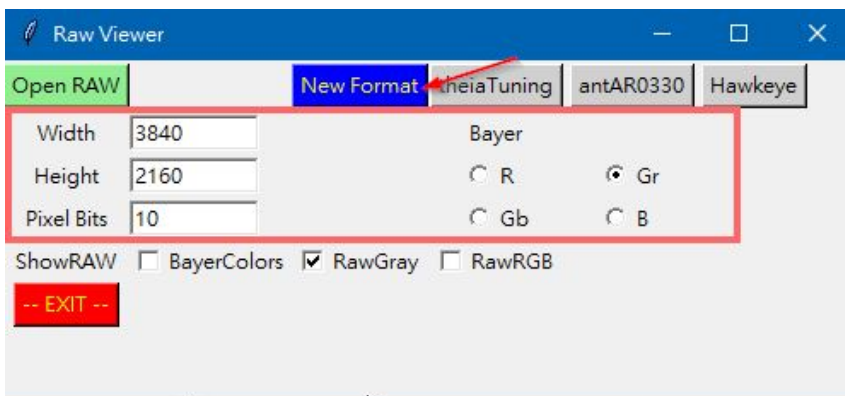 Raw Viewer
Open RAW New Format theiaTuning antAR0330 Hawkeye
Width 3840 Bayer
Height 2160 R Gr
Pixel Bits 10 Gb B
ShowRAW BayerColors RawGray RawRGB
-- EXIT --